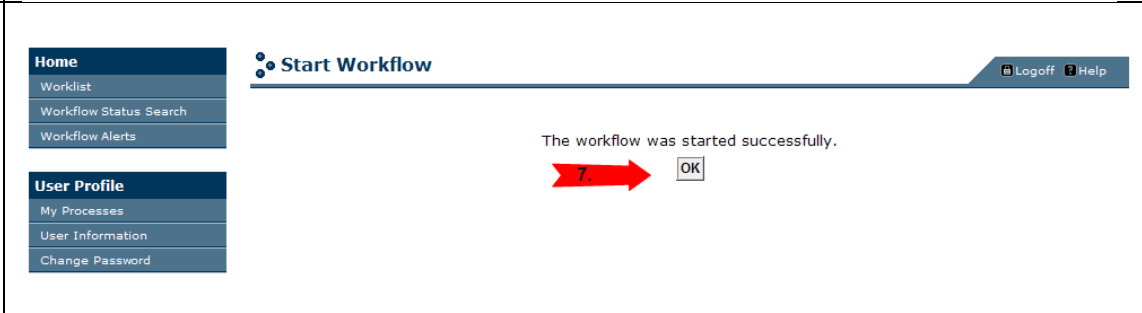 Home
Worklist
Workflow Status Search
Workflow Alerts
User Profile
My Processes
User Information
Change Password
Start Workflow
Logoff ? Help
The workflow was started successfully.
7.
OK